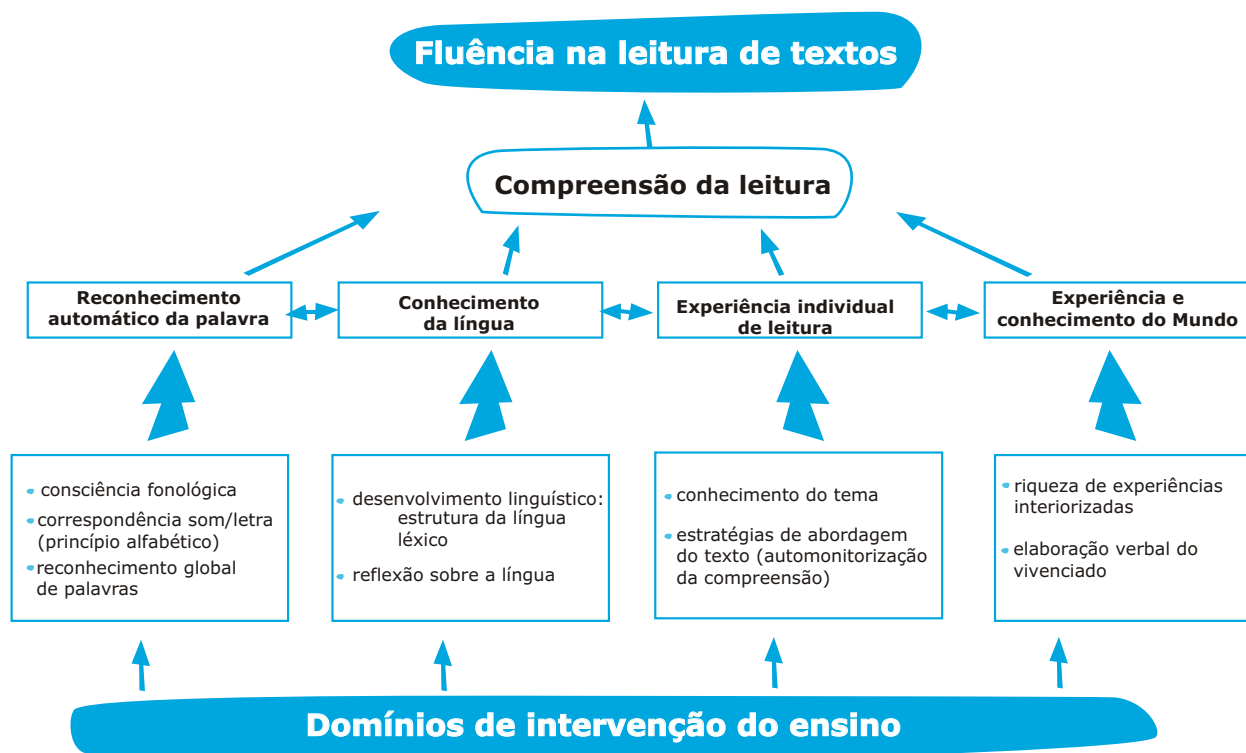 Fluência na leitura de textos
Compreensão da leitura
Reconhecimento
automático da palavra
Conhecimento
da língua
Experiência individual
de leitura
Experiência e
conhecimento do Mundo
consciência fonológica
correspondência som/letra
(princípio alfabético)
reconhecimento global
de palavras
desenvolvimento linguístico:
estrutura da língua
léxico
reflexão sobre a língua
conhecimento do tema
estratégias de abordagem
do texto (automonitorização
da compreensão)
riqueza de experiências
interiorizadas
elaboração verbal do
vivenciado
Domínios de intervenção do ensino